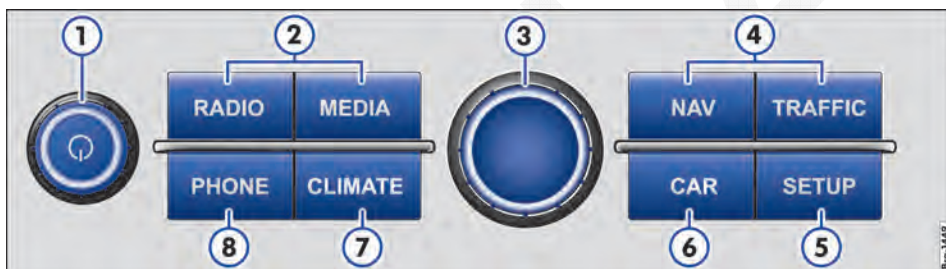 1 2 3 4
RADIO MEDIA NAV TRAFFIC
PHONE CLIMATE CAR SETUP
8 7 6 5